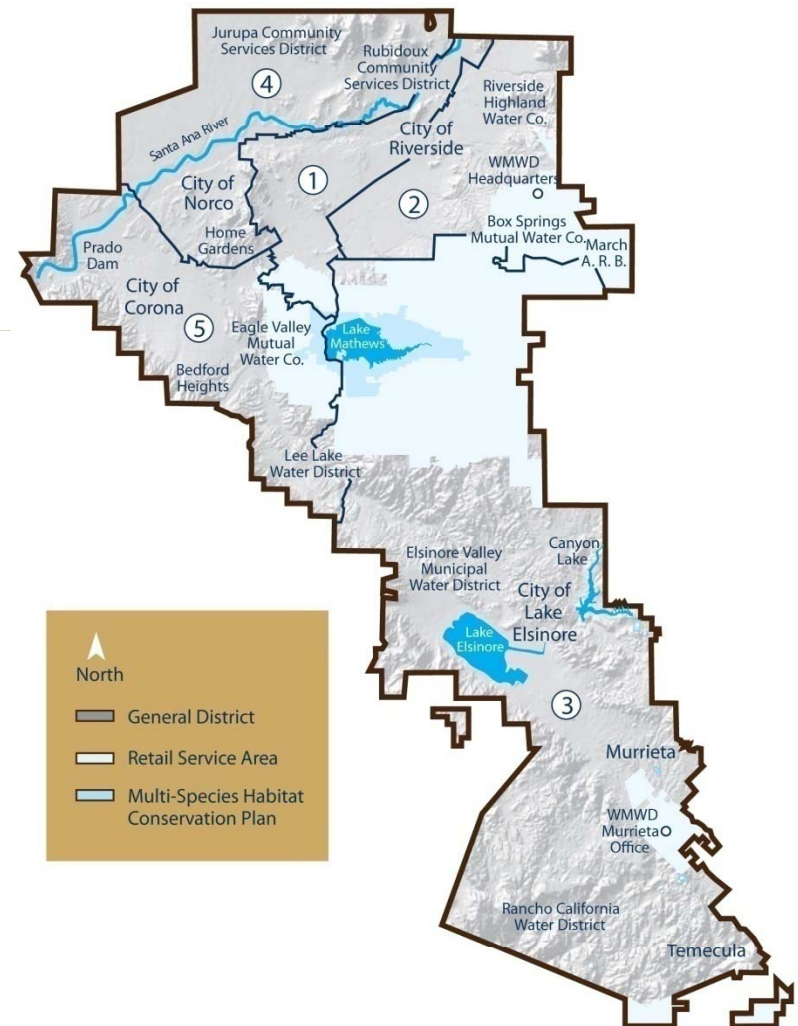 Jurupa Community
Services District
Rubidoux
Community
Services District
4
Riverside
Highland
Water Co.
City of
Riverside
Santa Ana River
1
WMWD
Headquarters
City of
Norco
2
Home
Gardens
Box Springs
Mutual Water Co.
March
A. R. B.
Prado
Dam
City of
Corona
5
Eagle Valley
Mutual
Water Co.
Lake
Mathews
Bedford
Heights
Lee Lake
Water District
Elsinore Valley
Municipal
Water District
Canyon
Lake
City of
Lake
Elsinore
Lake
Elsinore
3
North
General District
Retail Service Area
Multi-Species Habitat
Conservation Plan
Murrieta
WMWD
Murrieta
Office
Rancho California
Water District
Temecula